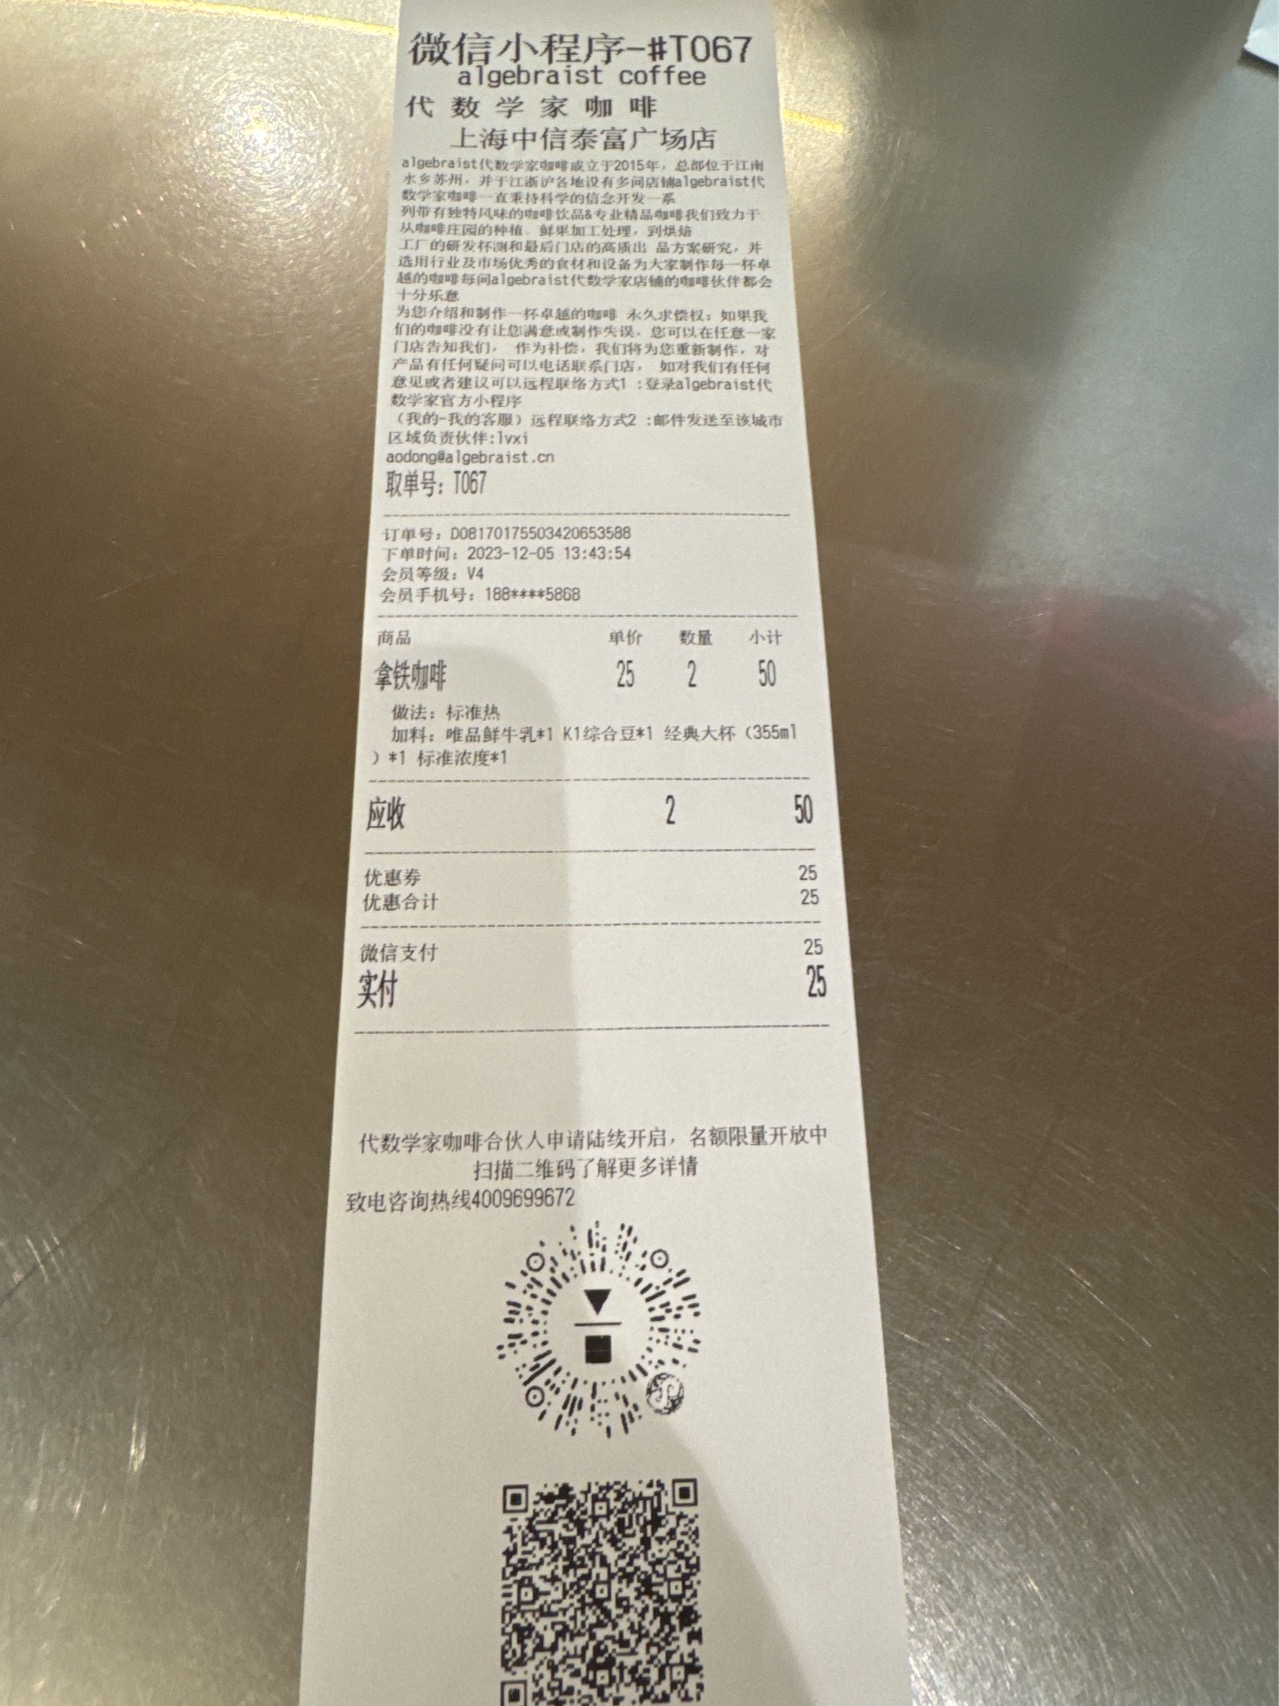 微信小程序-#T067
algebraist coffee
代数学家咖啡
上海中信泰富广场店
algebraist代数学家咖啡成立于2015年，总部位于江南
水乡苏州，并于江浙沪各地设有多间店铺algebraist代
数学家咖啡一直秉持科学的信念开发一系
列带有独特风味的咖啡饮品&专业精品咖啡我们致力于
从咖啡庄园的种植、鲜果加工处理，到烘焙
工厂的研发杯测和最后门店的高质出 品方案研究，并
选用行业及市场优秀的食材和设备为大家制作每一杯卓
越的咖啡每间algebraist代数学家店铺的咖啡伙伴都会
十分乐意
为您介绍和制作一杯卓越的咖啡 永久求偿权：如果我
们的咖啡没有让您满意或制作失误，您可以在任意一家
门店告知我们， 作为补偿，我们将为您重新制作，对
产品有任何疑问可以电话联系门店， 如对我们有任何
意见或者建议可以远程联络方式1 :登录algebraist代
数学家官方小程序
（我的-我的客服）远程联络方式2 :邮件发送至该城市
区域负责伙伴:lvxi
aodong@algebraist.cn
取单号：T067
订单号：D08170175503420653588
下单时间：2023-12-05 13:43:54
会员等级：V4
会员手机号：188****5868
商品 单价 数量 小计
拿铁咖啡 25 2 50
做法：标准热
加料：唯品鲜牛乳*1 K1综合豆*1 经典大杯（355ml
）*1 标准浓度*1
应收 2 50
优惠券 25
优惠合计 25
微信支付 25
实付 25
代数学家咖啡合伙人申请陆续开启，名额限量开放中
扫描二维码了解更多详情
致电咨询热线4009699672